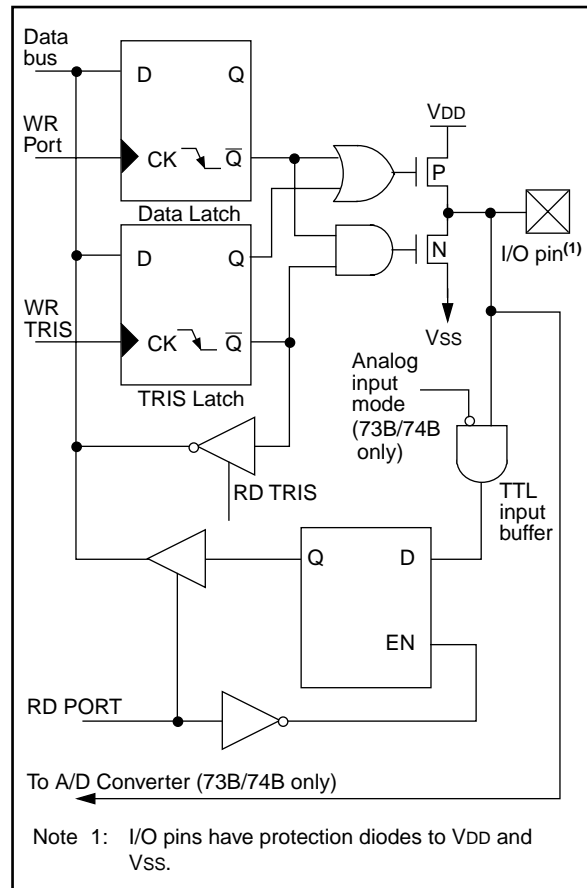 Data
bus
D Q
WR
Port
CK Q
Data Latch
VDD
P
N
I/O pin(1)
VSS
D Q
WR
TRIS
CK Q
TRIS Latch
Analog
input
mode
(73B/74B
only)
RD TRIS
TTL
input
buffer
Q D
EN
RD PORT
To A/D Converter (73B/74B only)
Note 1: I/O pins have protection diodes to VDD and
VSS.